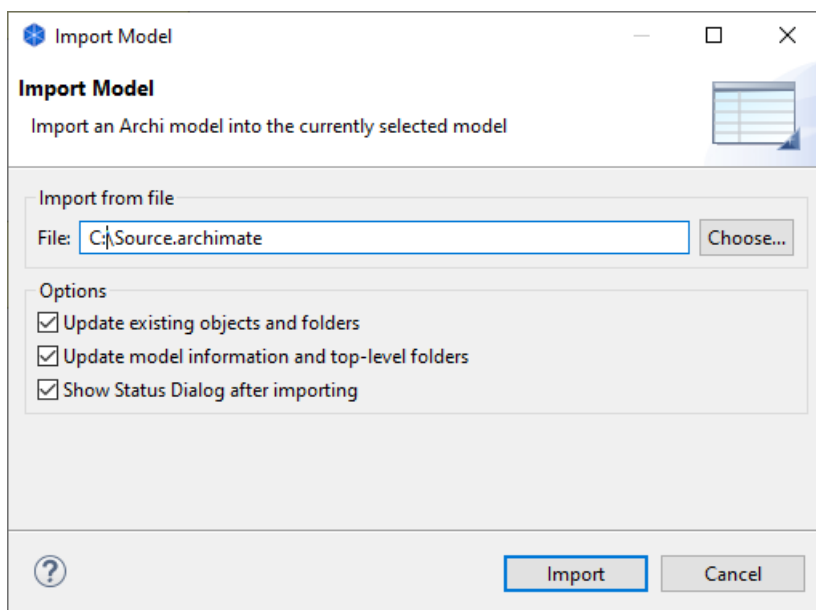 Import Model
Import Model
Import an Archi model into the currently selected model
Import from file
File: C:\Source.archimate Choose...
Options
Update existing objects and folders
Update model information and top-level folders
Show Status Dialog after importing
? Import Cancel